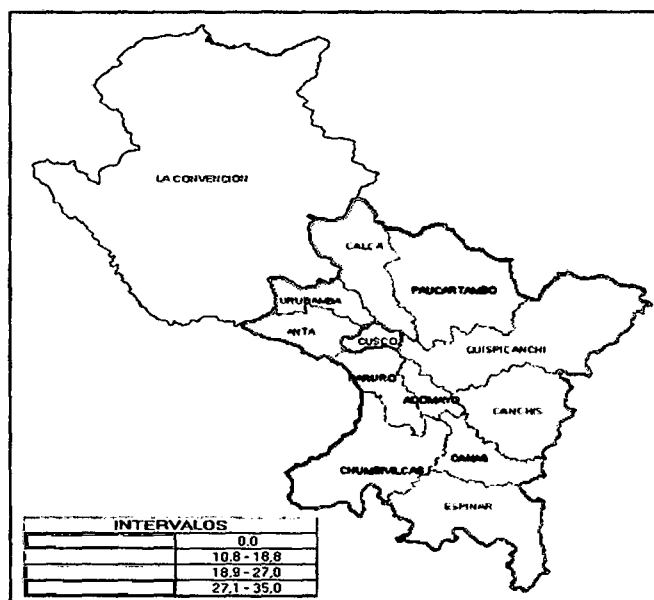 LA CONVENCION
CALCA
PAUCARTAMBO
URUBAMBA
ANTA
CUSCO
QUISPICANCHI
PARURO
ACOMAYO
CANCHIS
CANAS
CHUMBIVILCAS
ESPINAR
INTERVALOS
0,0
10,8 - 18,8
18,9 - 27,0
27,1 - 35,0